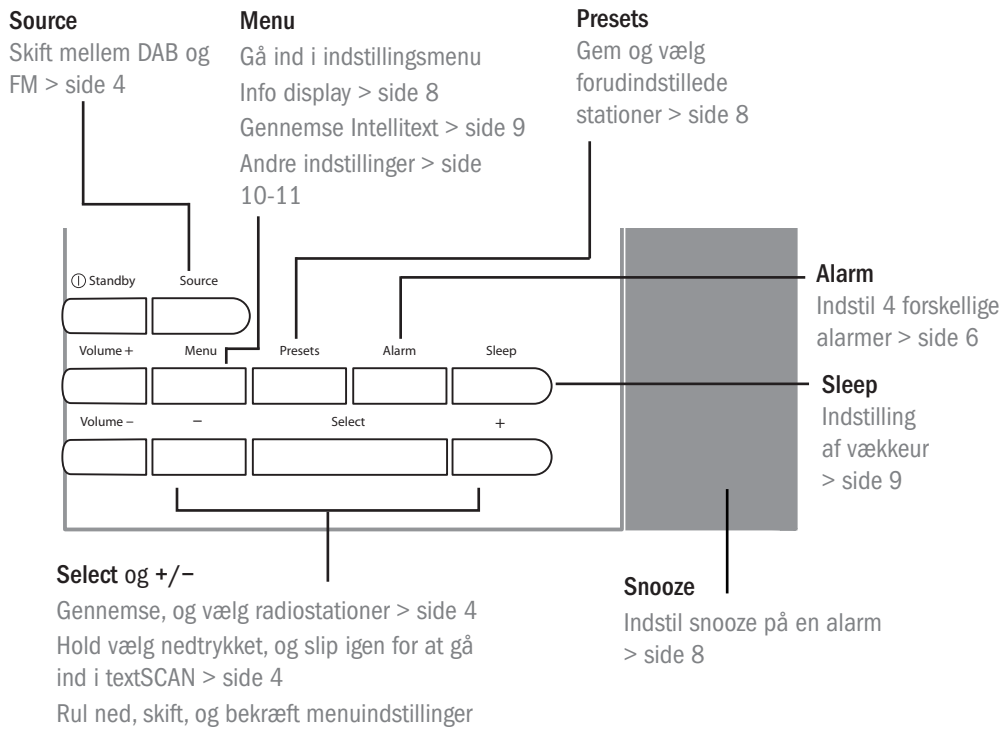 Source
Skift mellem DAB og
FM > side 4
Menu
Gå ind i indstillingsmenu
Info display > side 8
Gennemse Intellitext > side 9
Andre indstillinger > side
10-11
Presets
Gem og vælg
forudindstillede
stationer > side 8
Standby Source
Volume + Menu Presets Alarm Sleep
Volume − − Select +
Alarm
Indstil 4 forskellige
alarmer > side 6
Sleep
Indstilling
af vækkeur
> side 9
Select og +/−
Gennemse, og vælg radiostationer > side 4
Hold vælg nedtrykket, og slip igen for at gå
ind i textSCAN > side 4
Rul ned, skift, og bekræft menuindstillinger
Snooze
Indstil snooze på en alarm
> side 8